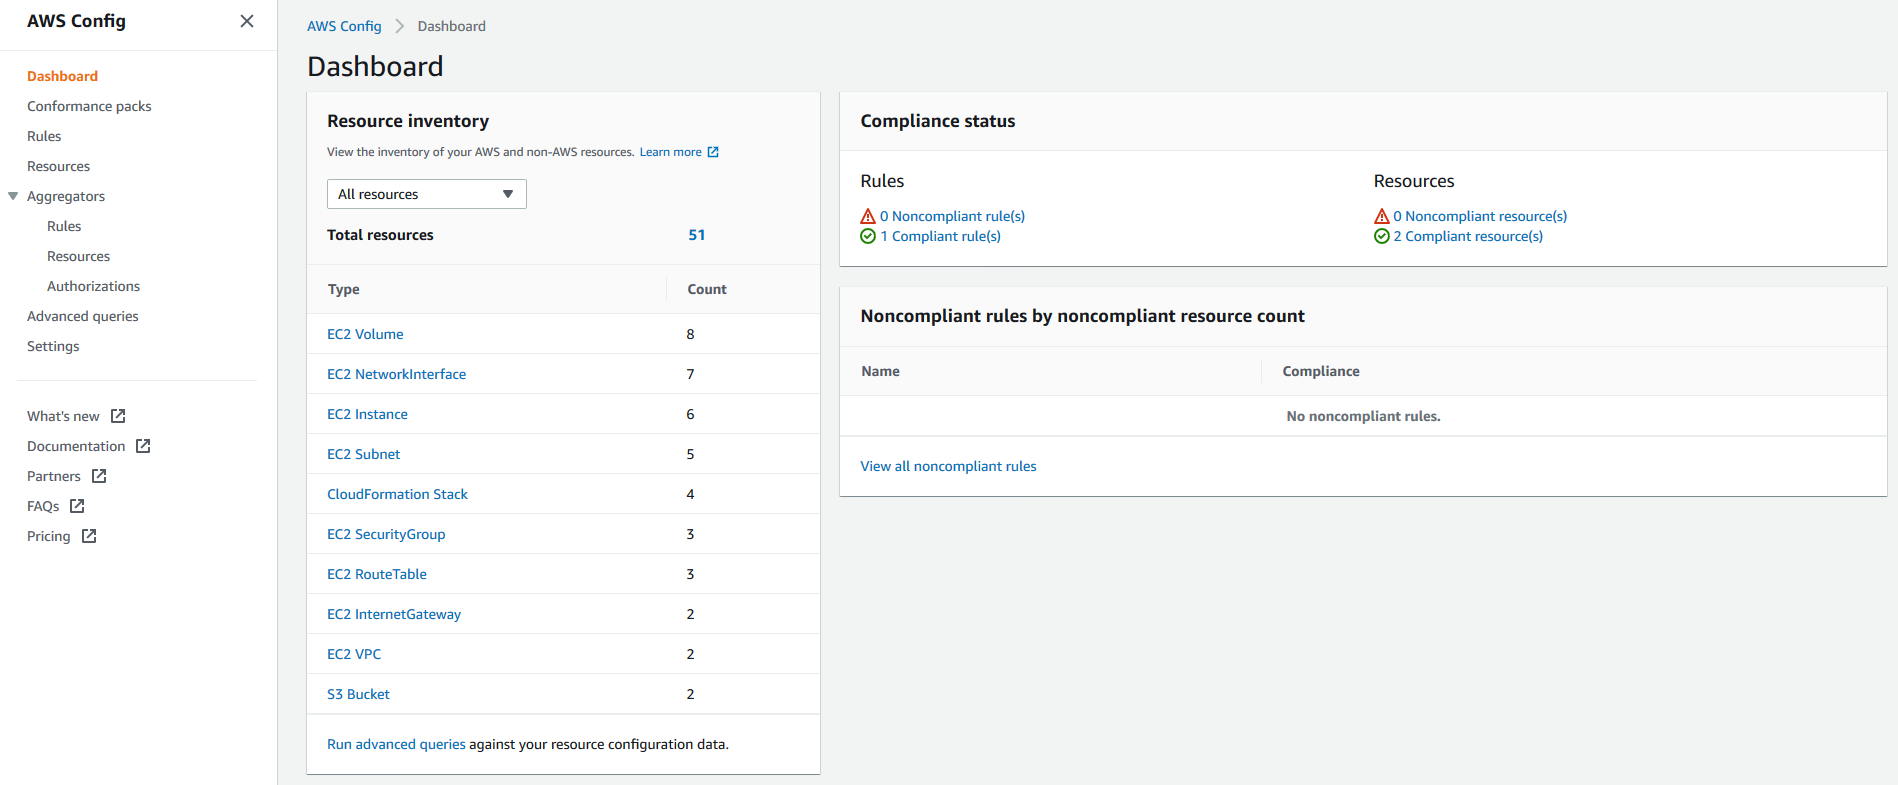 AWS Config
Dashboard
Conformance packs
Rules
Resources
Aggregators
Rules
Resources
Authorizations
Advanced queries
Settings
What's new
Documentation
Partners
FAQs
Pricing
AWS Config Dashboard
Dashboard
Resource inventory
View the inventory of your AWS and non-AWS resources. Learn more
All resources
Total resources 51
Type Count
EC2 Volume 8
EC2 NetworkInterface 7
EC2 Instance 6
EC2 Subnet 5
CloudFormation Stack 4
EC2 SecurityGroup 3
EC2 RouteTable 3
EC2 InternetGateway 2
EC2 VPC 2
S3 Bucket 2
Run advanced queries against your resource configuration data.
Compliance status
Rules
0 Noncompliant rule(s)
1 Compliant rule(s)
Resources
0 Noncompliant resource(s)
2 Compliant resource(s)
Noncompliant rules by noncompliant resource count
Name Compliance
No noncompliant rules.
View all noncompliant rules